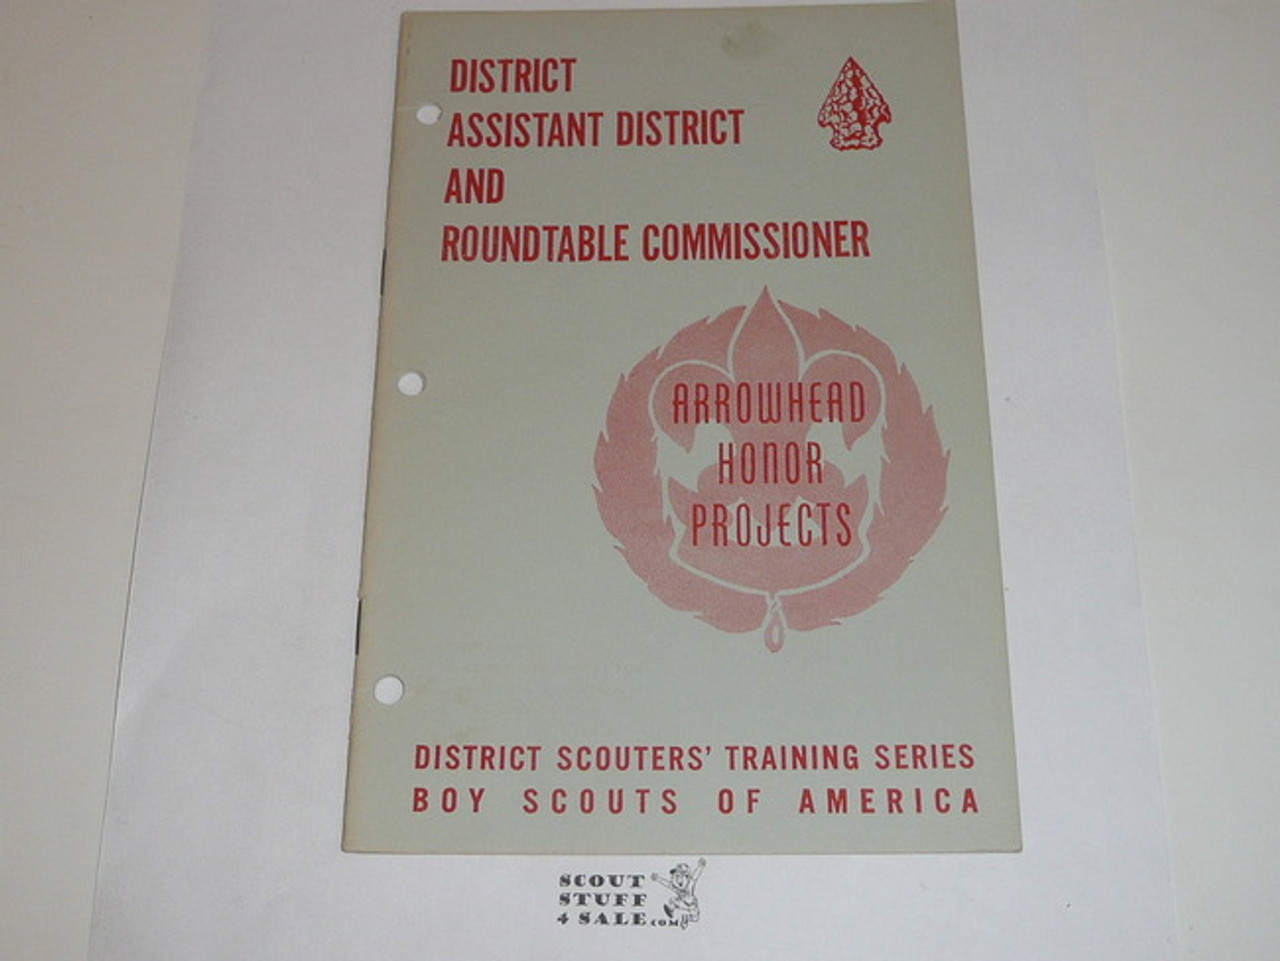 DISTRICT
ASSISTANT DISTRICT
AND
ROUNDTABLE COMMISSIONER
ARROWHEAD
HONOR
PROJECTS
DISTRICT SCOUTERS' TRAINING SERIES
BOY SCOUTS OF AMERICA
SCOUT
STUFF
4 SALE.COM